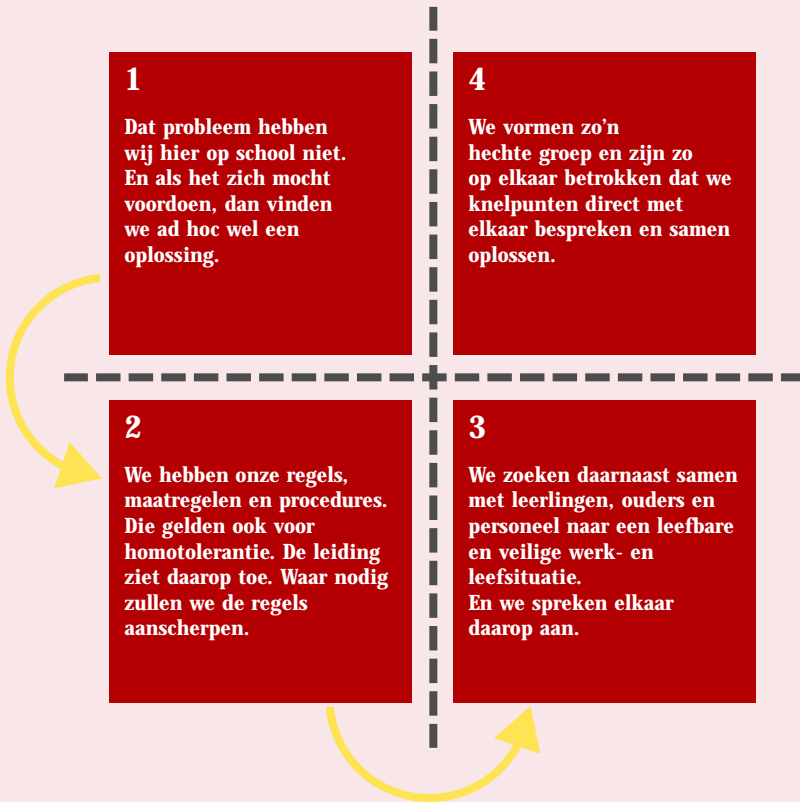 1
Dat probleem hebben
wij hier op school niet.
En als het zich mocht
voordoen, dan vinden
we ad hoc wel een
oplossing.
2
We hebben onze regels,
maatregelen en procedures.
Die gelden ook voor
homotolerantie. De leiding
ziet daarop toe. Waar nodig
zullen we de regels
aanscherpen.
3
We zoeken daarnaast samen
met leerlingen, ouders en
personeel naar een leefbare
en veilige werk- en
leefsituatie.
En we spreken elkaar
daarop aan.
4
We vormen zo'n
hechte groep en zijn zo
op elkaar betrokken dat we
knelpunten direct met
elkaar bespreken en samen
oplossen.